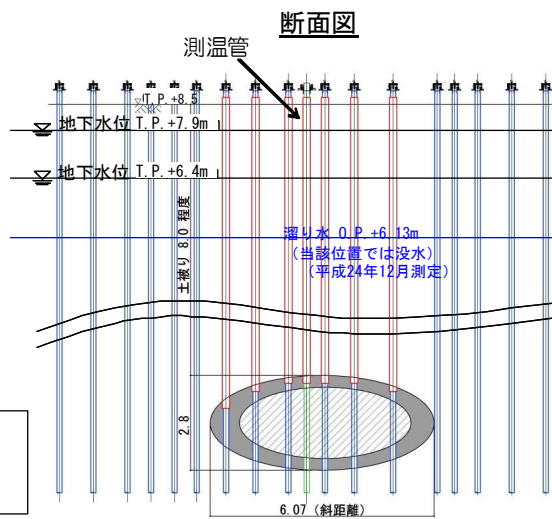 断面図
測温管
T.P.+8.5
地下水位 T.P.+7.9m
地下水位 T.P.+6.4m
土被り 8.0 程度
溜り水 O.P.+6.13m
(当該位置では没水)
(平成24年12月測定)
2.8
6.07 (斜距離)